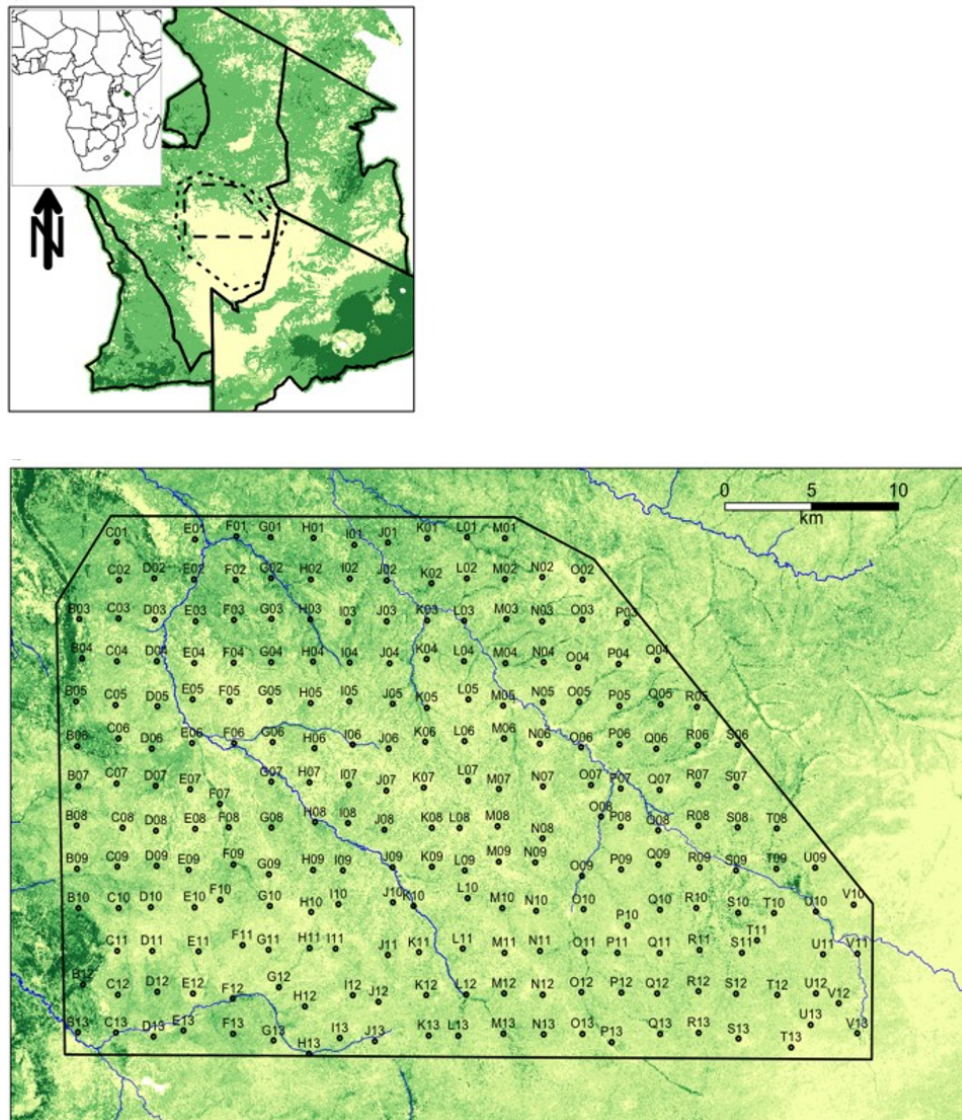 N
0 5 10
km
C01 E01 F01 G01 H01 I01 J01 K01 L01 M01
C02 D02 E02 F02 G02 H02 I02 J02 K02 L02 M02 N02 O02
B03 C03 D03 E03 F03 G03 H03 I03 J03 K03 L03 M03 N03 O03 P03
B04 C04 D04 E04 F04 G04 H04 I04 J04 K04 L04 M04 N04 O04 P04 Q04
B05 C05 D05 E05 F05 G05 H05 I05 J05 K05 L05 M05 N05 O05 P05 Q05 R05
B06 C06 D06 E06 F06 G06 H06 I06 J06 K06 L06 M06 N06 O06 P06 Q06 R06 S06
B07 C07 D07 E07 F07 G07 H07 I07 J07 K07 L07 M07 N07 O07 P07 Q07 R07 S07
B08 C08 D08 E08 F08 G08 H08 I08 J08 K08 L08 M08 N08 O08 P08 Q08 R08 S08 T08
B09 C09 D09 E09 F09 G09 H09 I09 J09 K09 L09 M09 N09 O09 P09 Q09 R09 S09 T09 U09
B10 C10 D10 E10 F10 G10 H10 I10 J10 K10 L10 M10 N10 O10 P10 Q10 R10 S10 T10 U10 V10
C11 D11 E11 F11 G11 H11 I11 J11 K11 L11 M11 N11 O11 P11 Q11 R11 S11 T11 U11 V11
B12 C12 D12 E12 F12 G12 H12 I12 J12 K12 L12 M12 N12 O12 P12 Q12 R12 S12 T12 U12 V12
B13 C13 D13 E13 F13 G13 H13 I13 J13 K13 L13 M13 N13 O13 P13 Q13 R13 S13 T13 U13 V13